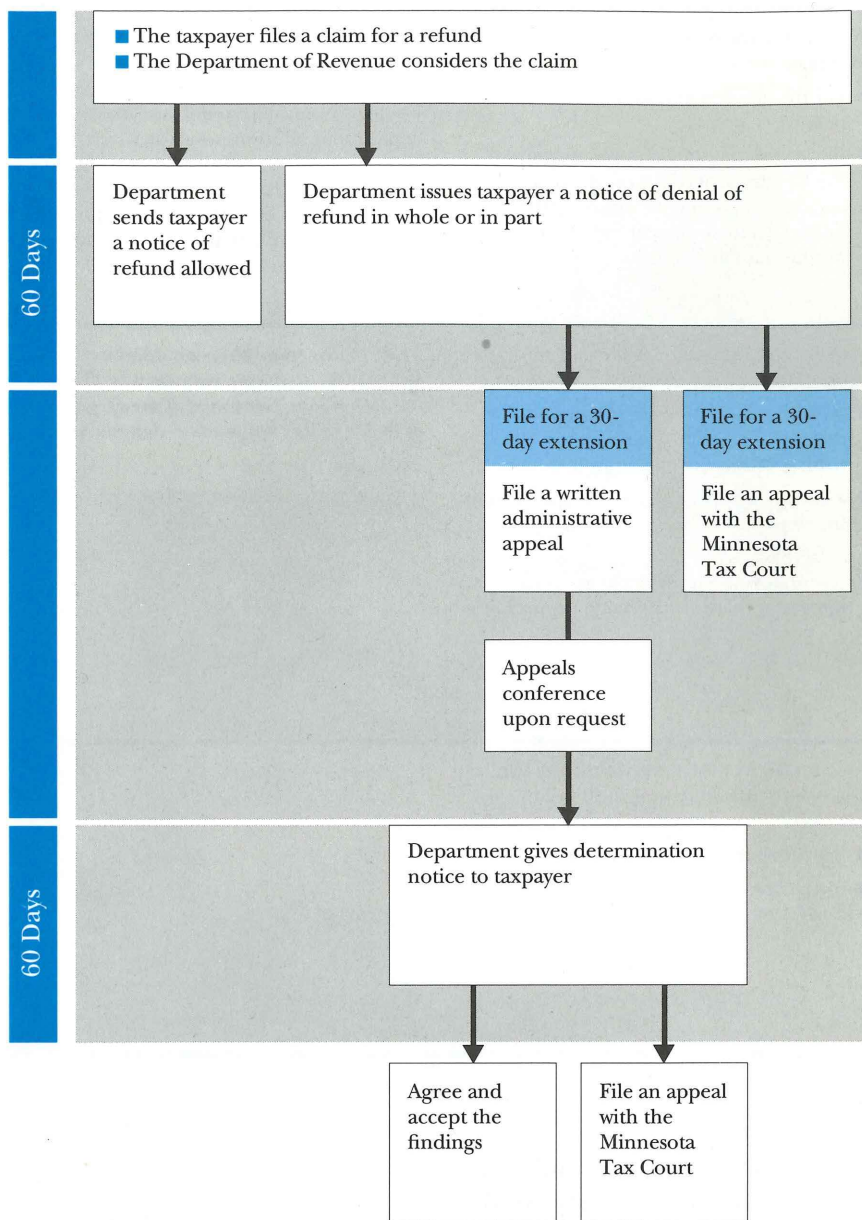 The taxpayer files a claim for a refund
The Department of Revenue considers the claim
60 Days
Department
sends taxpayer
a notice of
refund allowed
Department issues taxpayer a notice of denial of
refund in whole or in part
File for a 30-
day extension
File a written
administrative
appeal
File for a 30-
day extension
File an appeal
with the
Minnesota
Tax Court
Appeals
conference
upon request
60 Days
Department gives determination
notice to taxpayer
Agree and
accept the
findings
File an appeal
with the
Minnesota
Tax Court